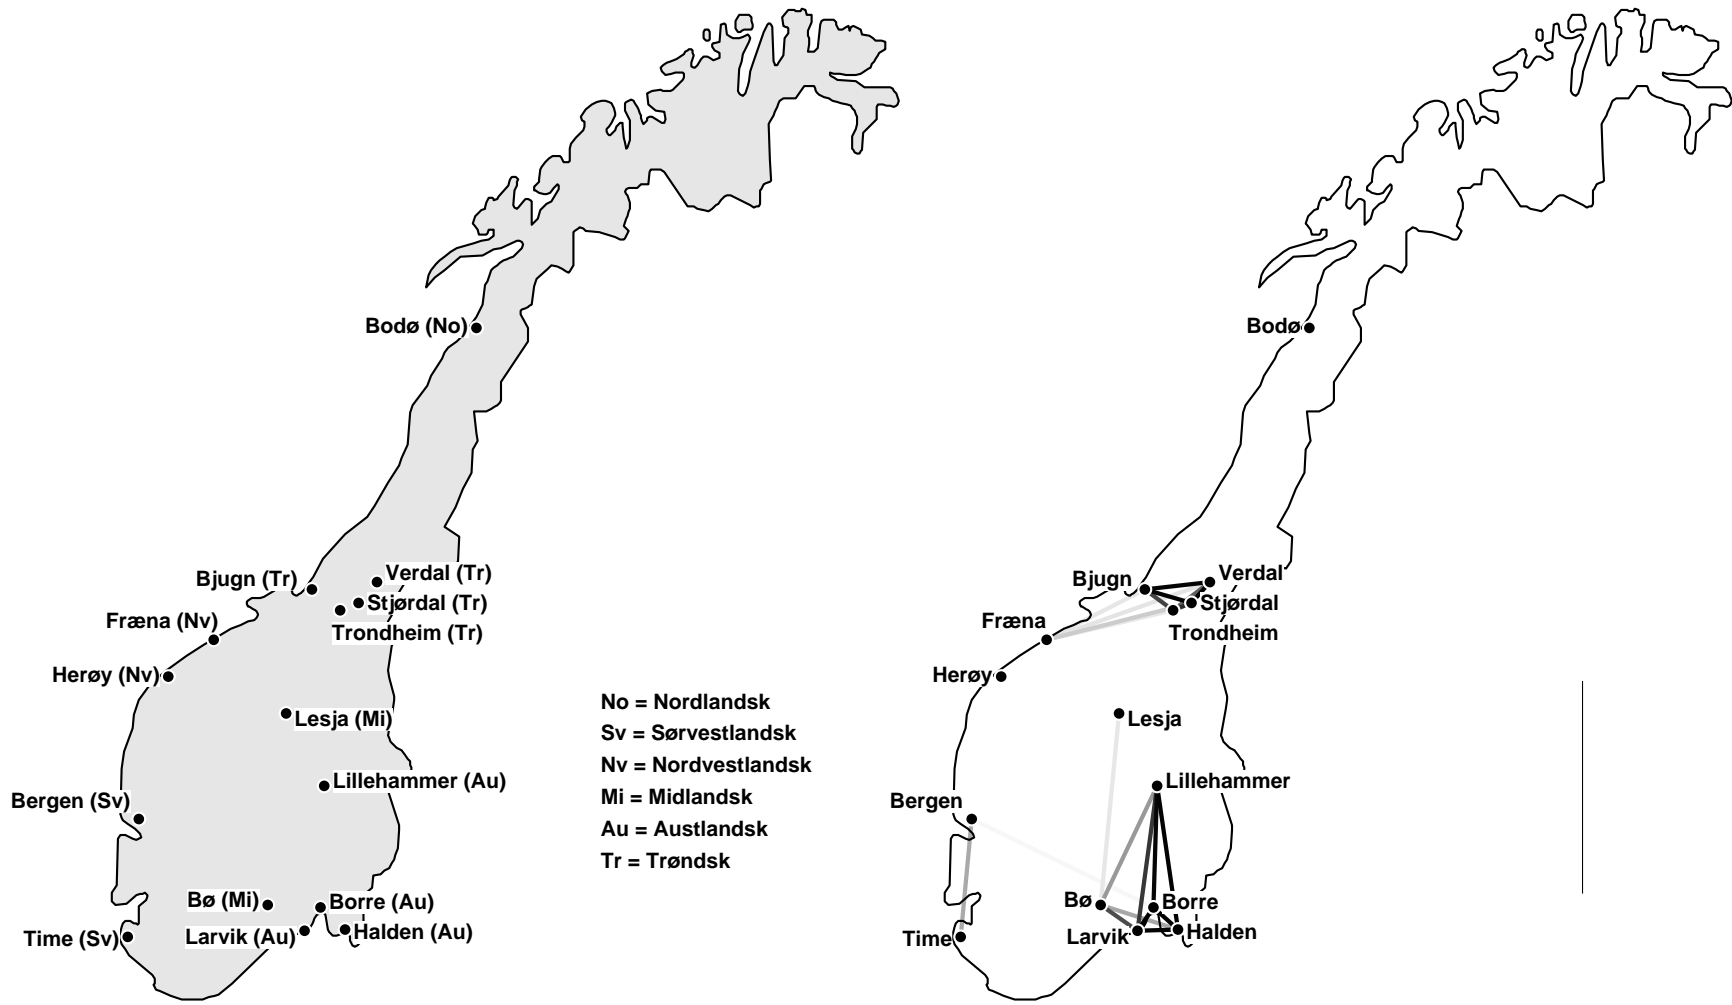 Bodø (No)
Bjugn (Tr)
Verdal (Tr)
Stjørdal (Tr)
Fræna (Nv)
Trondheim (Tr)
Herøy (Nv)
Lesja (Mi)
Lillehammer (Au)
Bergen (Sv)
Bø (Mi)
Borre (Au)
Time (Sv)
Larvik (Au)
Halden (Au)
No = Nordlandsk
Sv = Sørvestlandsk
Nv = Nordvestlandsk
Mi = Midlandsk
Au = Austlandsk
Tr = Trøndsk
Bodø
Bjugn
Verdal
Stjørdal
Fræna
Trondheim
Herøy
Lesja
Lillehammer
Bergen
Bø
Borre
Time
Larvik
Halden